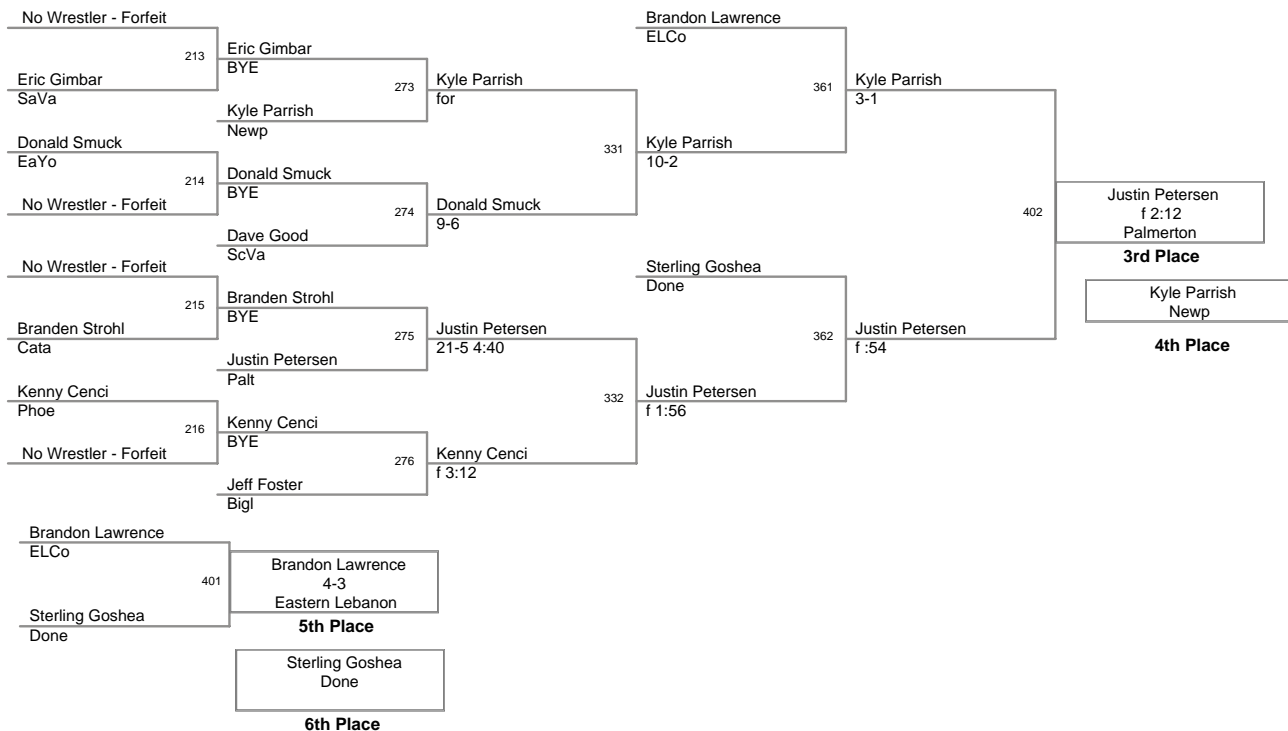 No Wrestler - Forfeit
213
Eric Gimbar
SaVa
Donald Smuck
EaYo
214
No Wrestler - Forfeit
No Wrestler - Forfeit
215
Branden Strohl
Cata
Kenny Cenci
Phoe
216
No Wrestler - Forfeit
Eric Gimbar
BYE
273
Kyle Parrish
Newp
Donald Smuck
BYE
274
Dave Good
ScVa
Branden Strohl
BYE
275
Justin Petersen
Palt
Kenny Cenci
BYE
276
Jeff Foster
Bigl
Kyle Parrish
for
331
Donald Smuck
9-6
Justin Petersen
21-5 4:40
332
Kenny Cenci
f 3:12
Brandon Lawrence
ELCo
361
Kyle Parrish
10-2
Sterling Goshea
Done
362
Justin Petersen
f 1:56
Kyle Parrish
3-1
402
Justin Petersen
f :54
Justin Petersen
f 2:12
Palmerton
3rd Place
Kyle Parrish
Newp
4th Place
Brandon Lawrence
ELCo
401
Sterling Goshea
Done
Brandon Lawrence
4-3
Eastern Lebanon
5th Place
Sterling Goshea
Done
6th Place